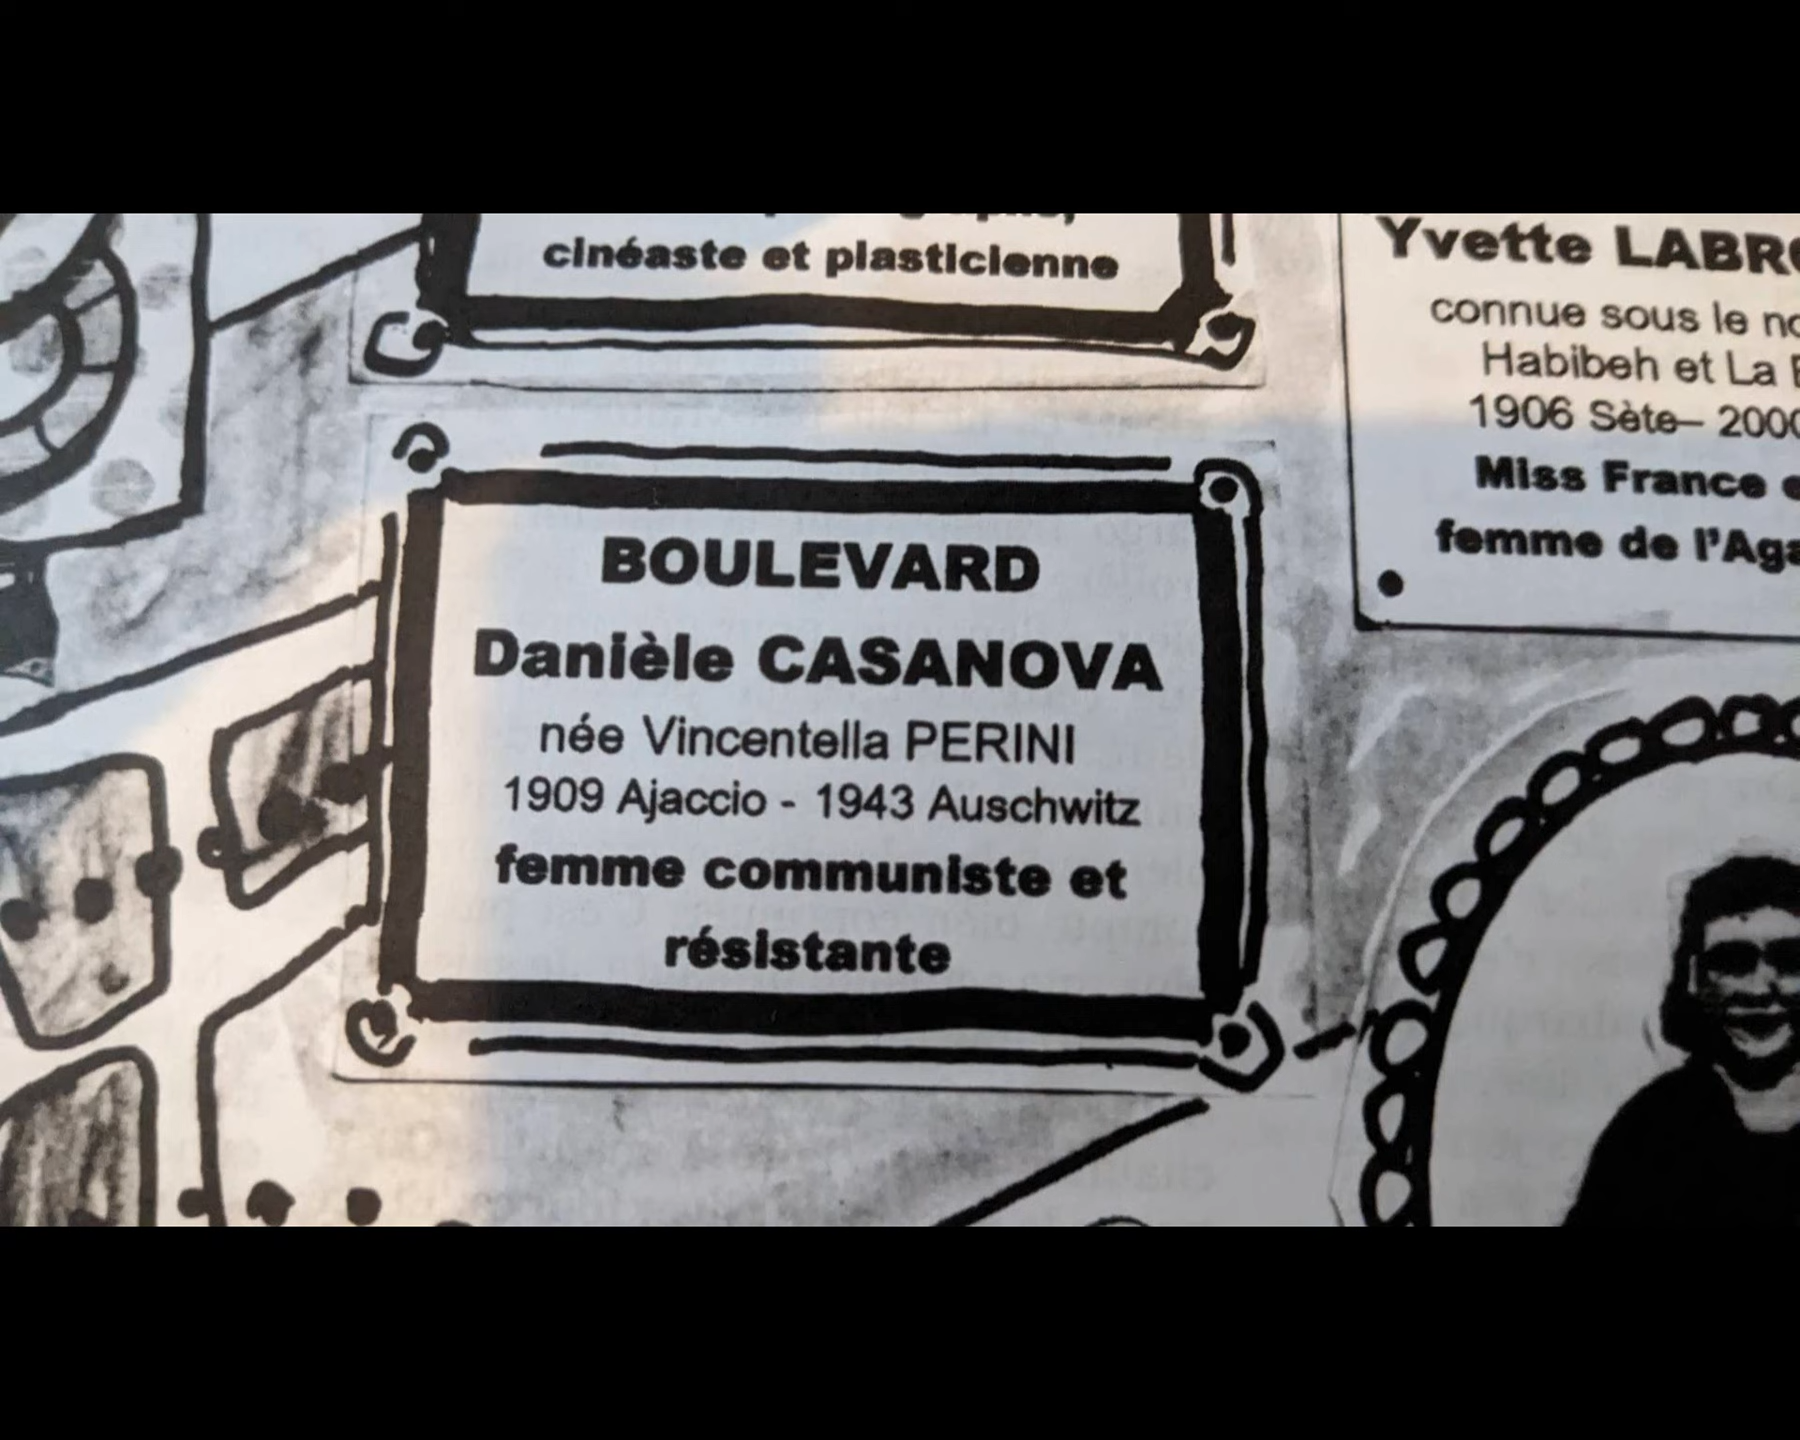 cinéaste et plasticienne
BOULEVARD
Danièle CASANOVA
née Vincentella PERINI
1909 Ajaccio - 1943 Auschwitz
femme communiste et
résistante
Yvette
connue sous le
Habibeh et La
1906 Sète– 2000
Miss France
femme de